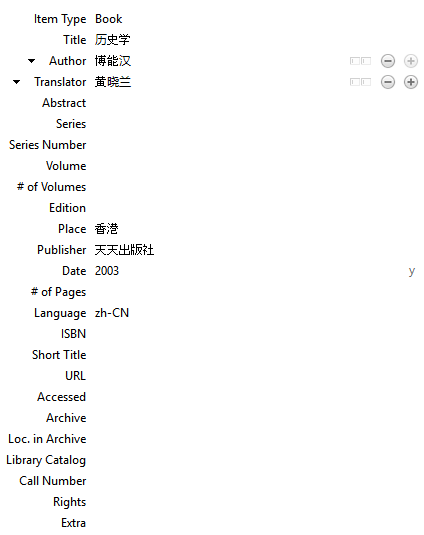 Item Type Book
Title 历史学
Author 博能汉
Translator 黄晓兰
Abstract
Series
Series Number
Volume
# of Volumes
Edition
Place 香港
Publisher 天天出版社
Date 2003 y
# of Pages
Language zh-CN
ISBN
Short Title
URL
Accessed
Archive
Loc. in Archive
Library Catalog
Call Number
Rights
Extra